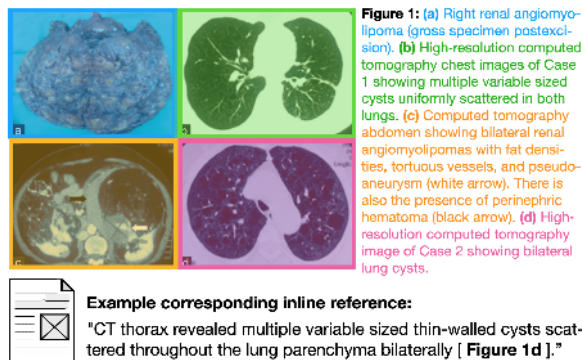 Figure 1: (a) Right renal angiomyo-
lipoma (gross specimen postexci-
sion). (b) High-resolution computed
tomography chest images of Case
1 showing multiple variable sized
cysts uniformly scattered in both
lungs. (c) Computed tomography
abdomen showing bilateral renal
angiomyolipomas with fat densi-
ties, tortuous vessels, and pseudo-
aneurysm (white arrow). There is
also the presence of perinephric
hematoma (black arrow). (d) High-
resolution computed tomography
image of Case 2 showing bilateral
lung cysts.
a
b
c
d
Example corresponding inline reference:
"CT thorax revealed multiple variable sized thin-walled cysts scat-
tered throughout the lung parenchyma bilaterally [ Figure 1d ]."